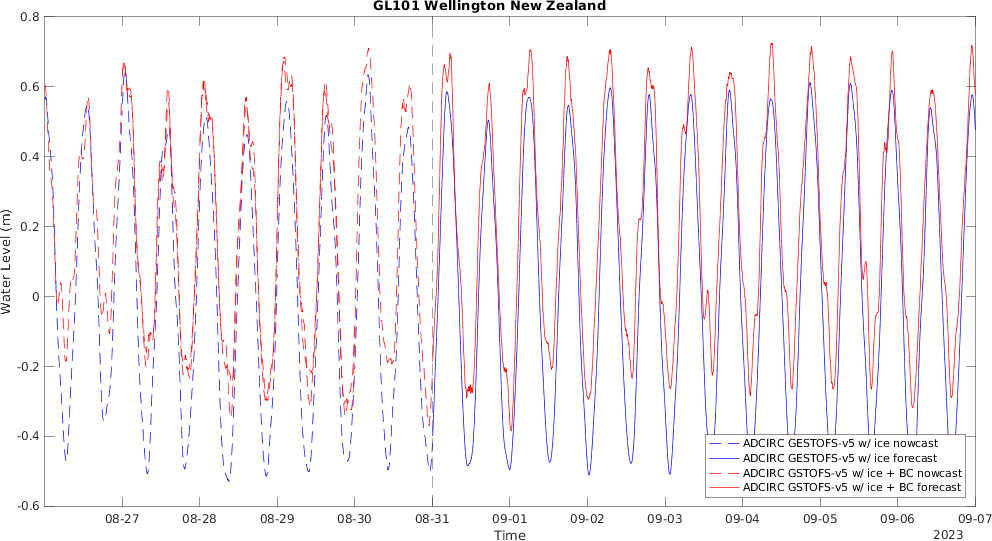 GL101 Wellington New Zealand
Water Level (m)
0.8
0.6
0.4
0.2
0
-0.2
-0.4
-0.6
ADCIRC GESTOFS-v5 w/ ice nowcast
ADCIRC GESTOFS-v5 w/ ice forecast
ADCIRC GSTOFS-v5 w/ ice + BC nowcast
ADCIRC GSTOFS-v5 w/ ice + BC forecast
08-27 08-28 08-29 08-30 08-31 09-01 09-02 09-03 09-04 09-05 09-06 09-07
Time
2023